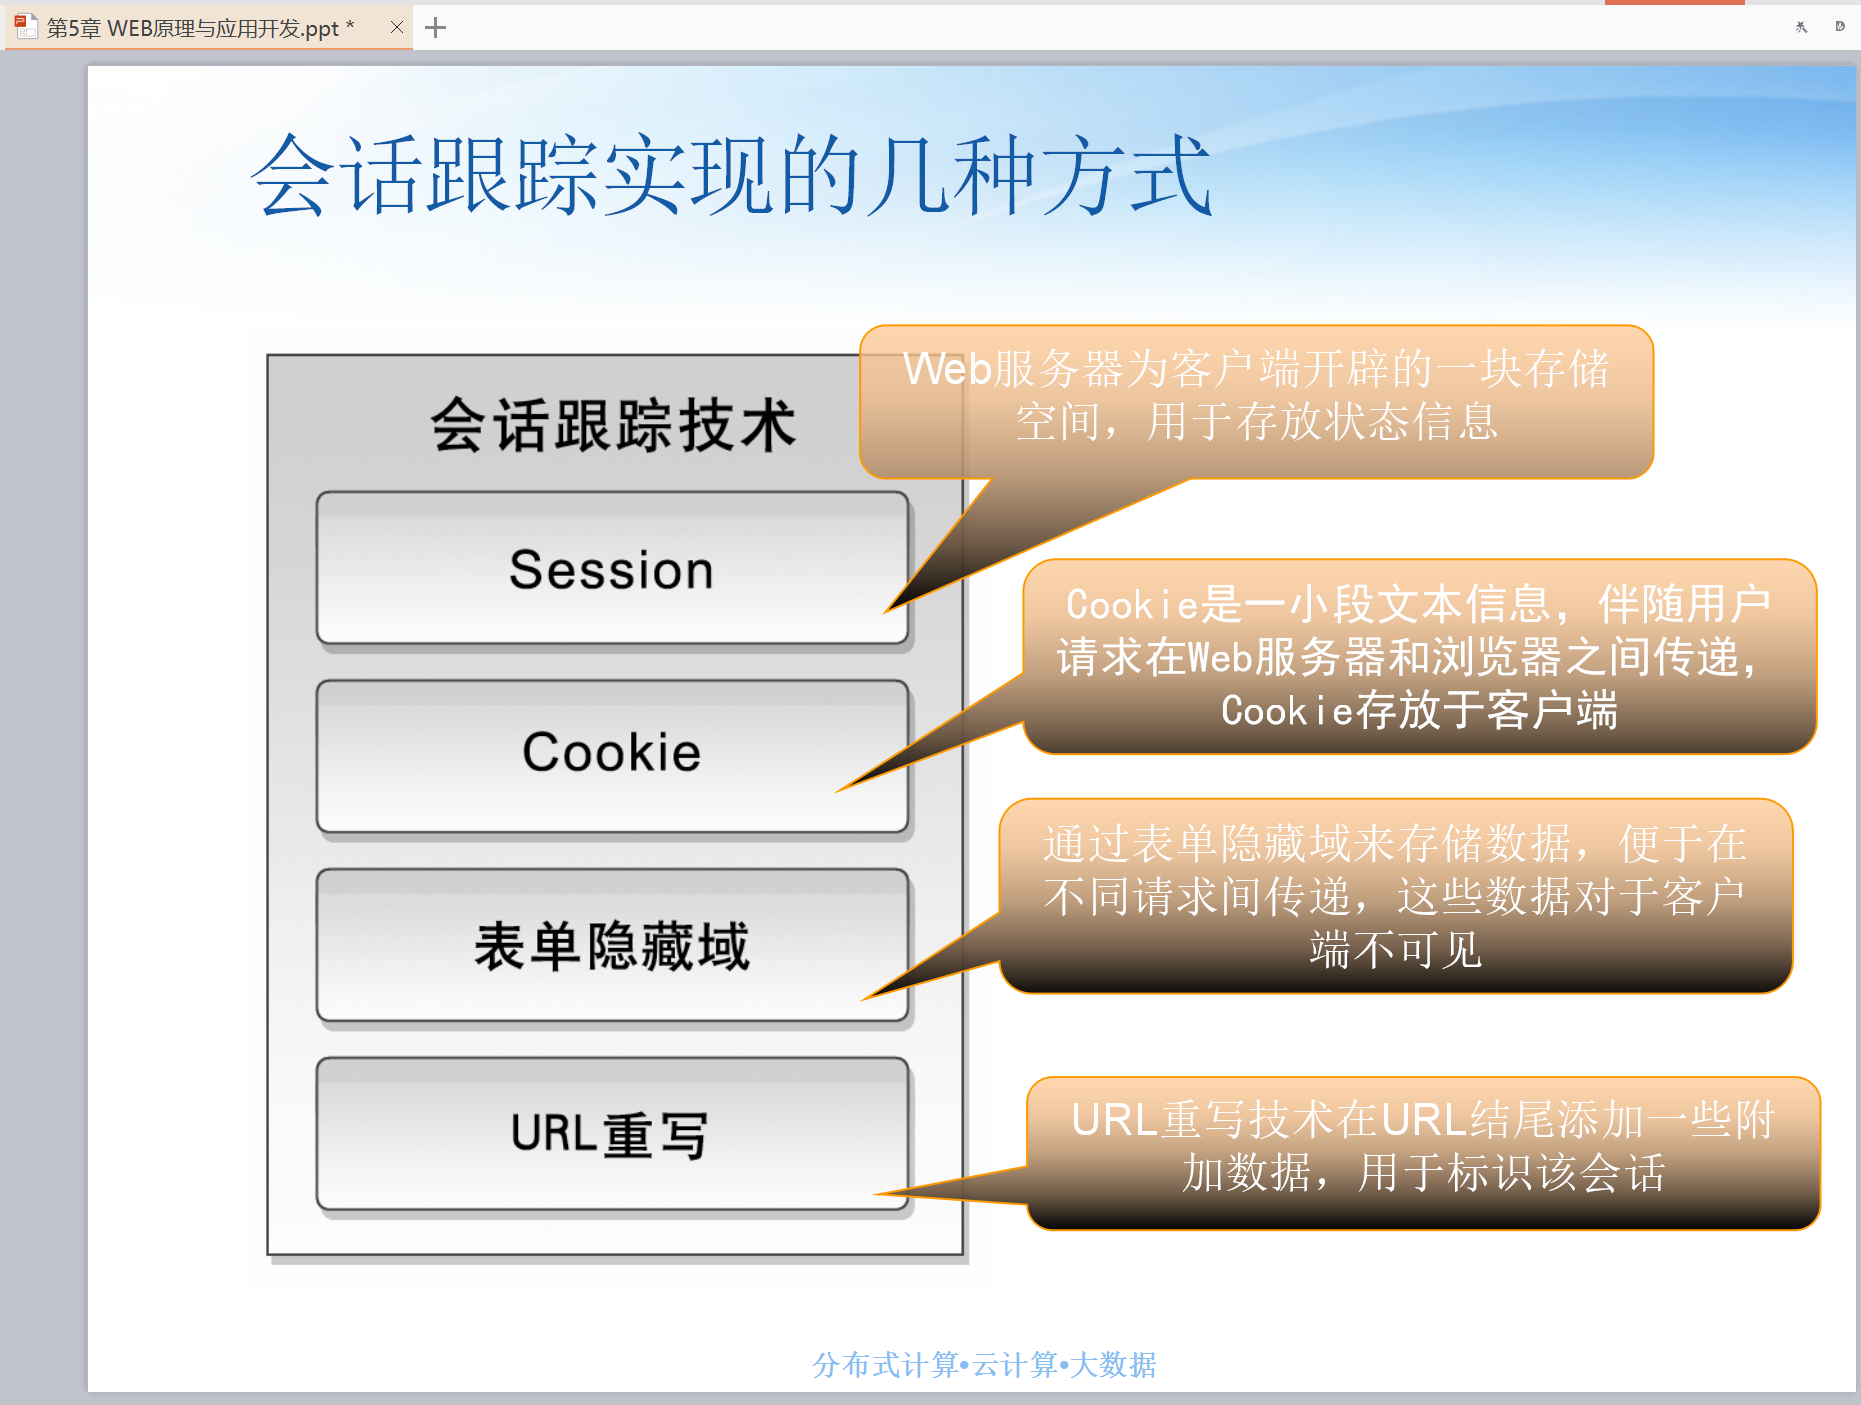 第5章 WEB原理与应用开发.ppt *
会话跟踪实现的几种方式
会话跟踪技术
Web服务器为客户端开辟的一块存储
空间，用于存放状态信息
Session
Cookie是一小段文本信息，伴随用户
请求在Web服务器和浏览器之间传递，
Cookie存放于客户端
Cookie
通过表单隐藏域来存储数据，便于在
不同请求间传递，这些数据对于客户
端不可见
表单隐藏域
URL重写技术在URL结尾添加一些附
加数据，用于标识该会话
URL重写
分布式计算•云计算•大数据